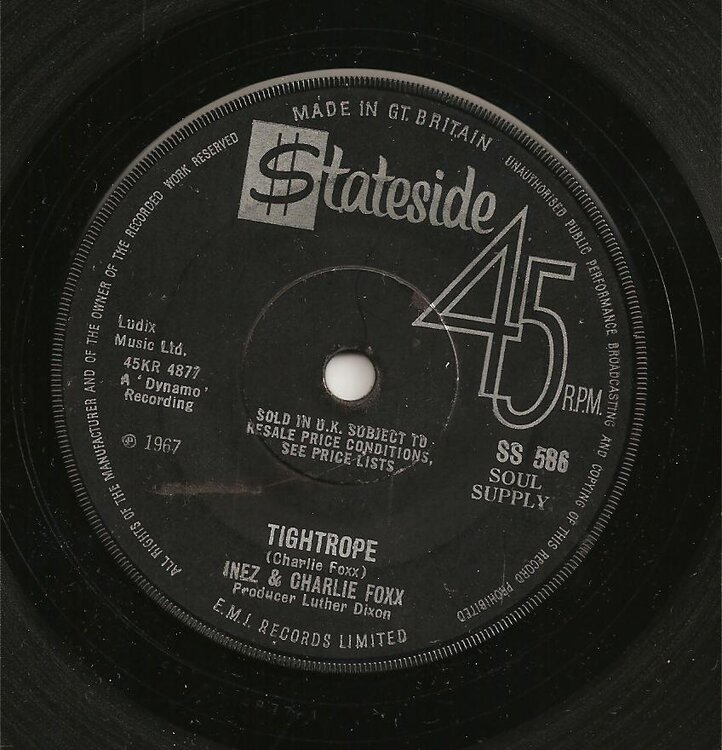 MADE IN GT. BRITAIN
ALL RIGHTS OF THE MANUFACTURER AND OF THE OWNER OF THE RECORDED WORK RESERVED
UNAUTHORISED PUBLIC PERFORMANCE BROADCASTING AND COPYING OF THIS RECORD PROHIBITED
$tateside
45 R.P.M.
Ludix
Music Ltd.
45KR 4877
A 'Dynamo'
Recording
℗ 1967
SOLD IN U.K. SUBJECT TO
RESALE PRICE CONDITIONS,
SEE PRICE LISTS
SS 586
SOUL
SUPPLY
TIGHTROPE
(Charlie Foxx)
INEZ & CHARLIE FOXX
Producer Luther Dixon
E.M.I. RECORDS LIMITED